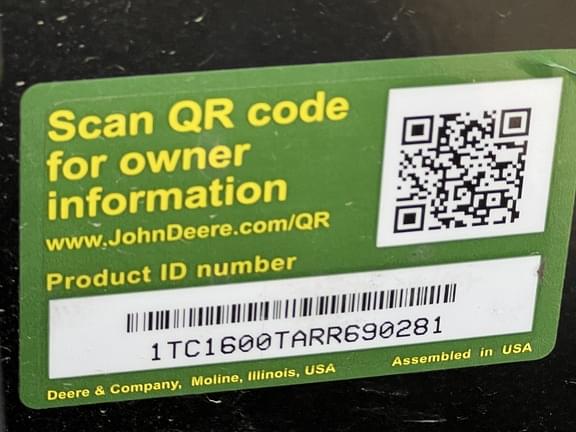 Scan QR code
for owner
information
www.JohnDeere.com/QR
Product ID number
1TC1600TARR690281
Deere & Company, Moline, Illinois, USA
Assembled in USA